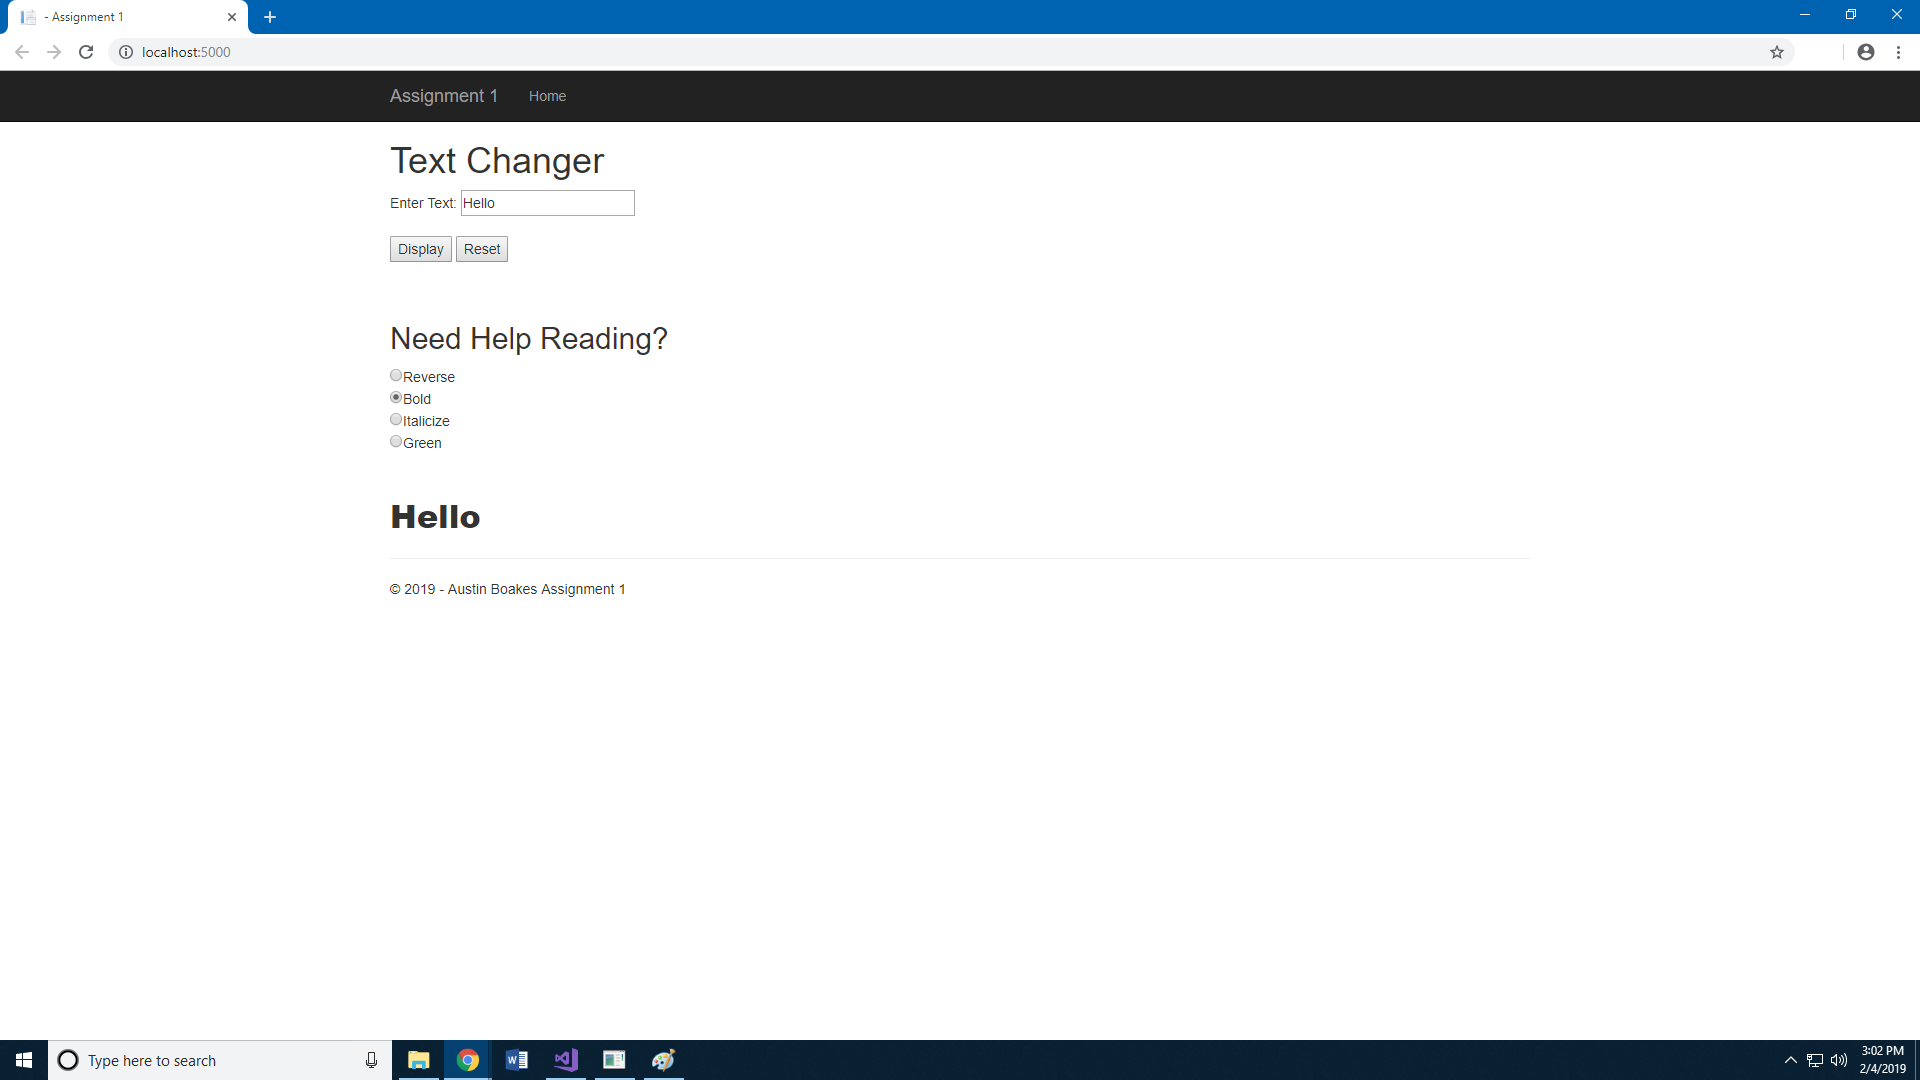 - Assignment 1
localhost:5000
Assignment 1 Home
Text Changer
Enter Text: Hello
Display Reset
Need Help Reading?
Reverse
Bold
Italicize
Green
Hello
© 2019 - Austin Boakes Assignment 1
Type here to search
3:02 PM
2/4/2019